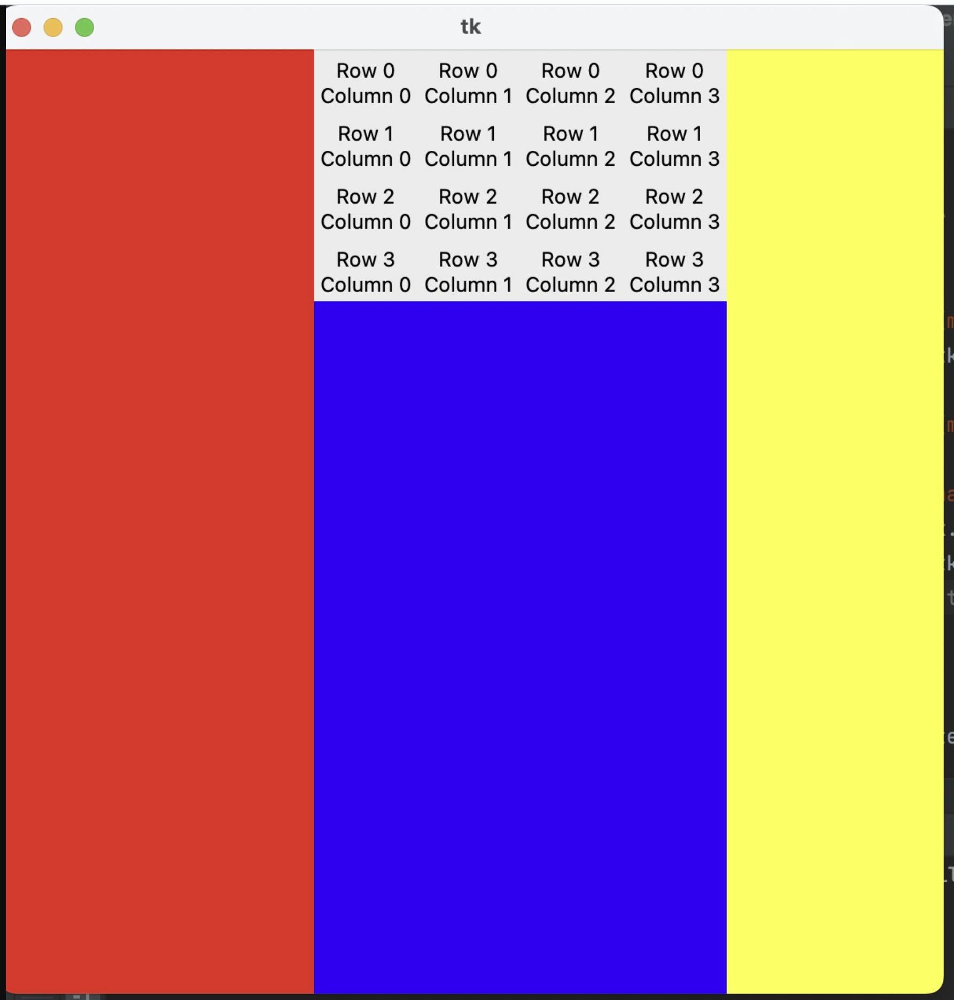 tk
Row 0 Row 0 Row 0 Row 0
Column 0 Column 1 Column 2 Column 3
Row 1 Row 1 Row 1 Row 1
Column 0 Column 1 Column 2 Column 3
Row 2 Row 2 Row 2 Row 2
Column 0 Column 1 Column 2 Column 3
Row 3 Row 3 Row 3 Row 3
Column 0 Column 1 Column 2 Column 3